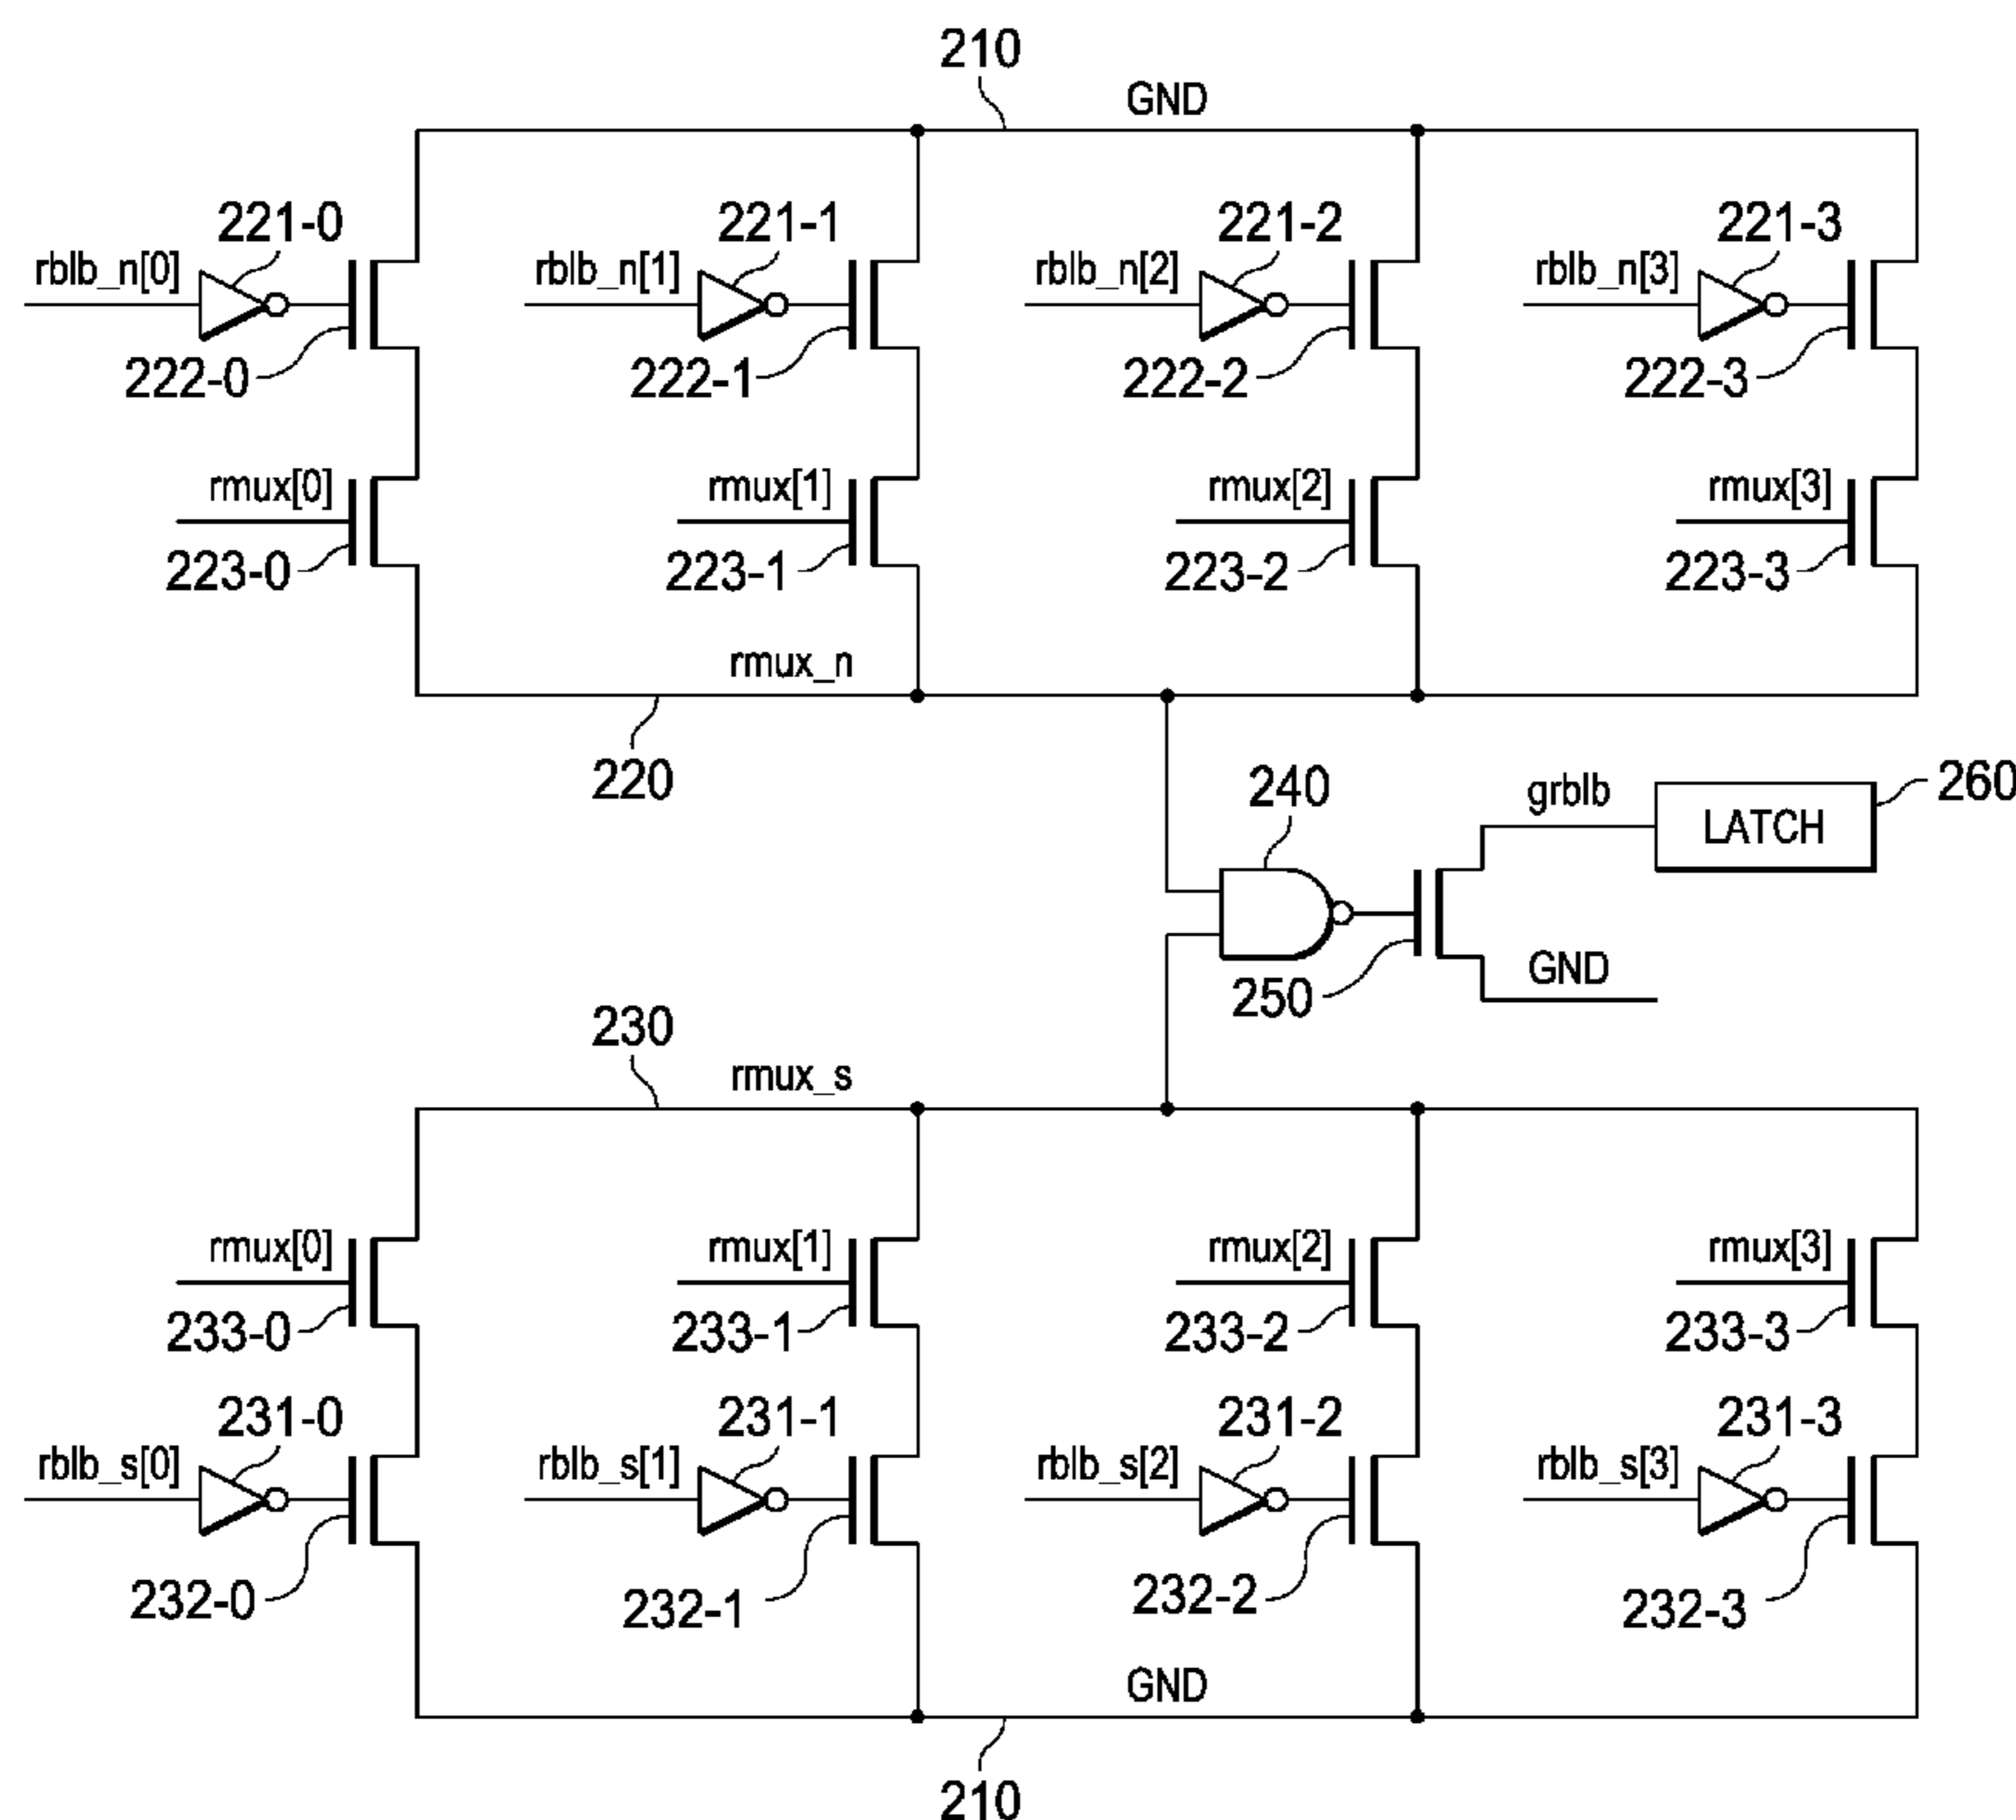 210
GND
221-0 221-1 221-2 221-3
rblb_n[0] rblb_n[1] rblb_n[2] rblb_n[3]
222-0 222-1 222-2 222-3
rmux[0] rmux[1] rmux[2] rmux[3]
223-0 223-1 223-2 223-3
rmux_n
220
240
grblb
LATCH
260
250
GND
230
rmux_s
rmux[0] rmux[1] rmux[2] rmux[3]
233-0 233-1 233-2 233-3
231-0 231-1 231-2 231-3
rblb_s[0] rblb_s[1] rblb_s[2] rblb_s[3]
232-0 232-1 232-2 232-3
GND
210